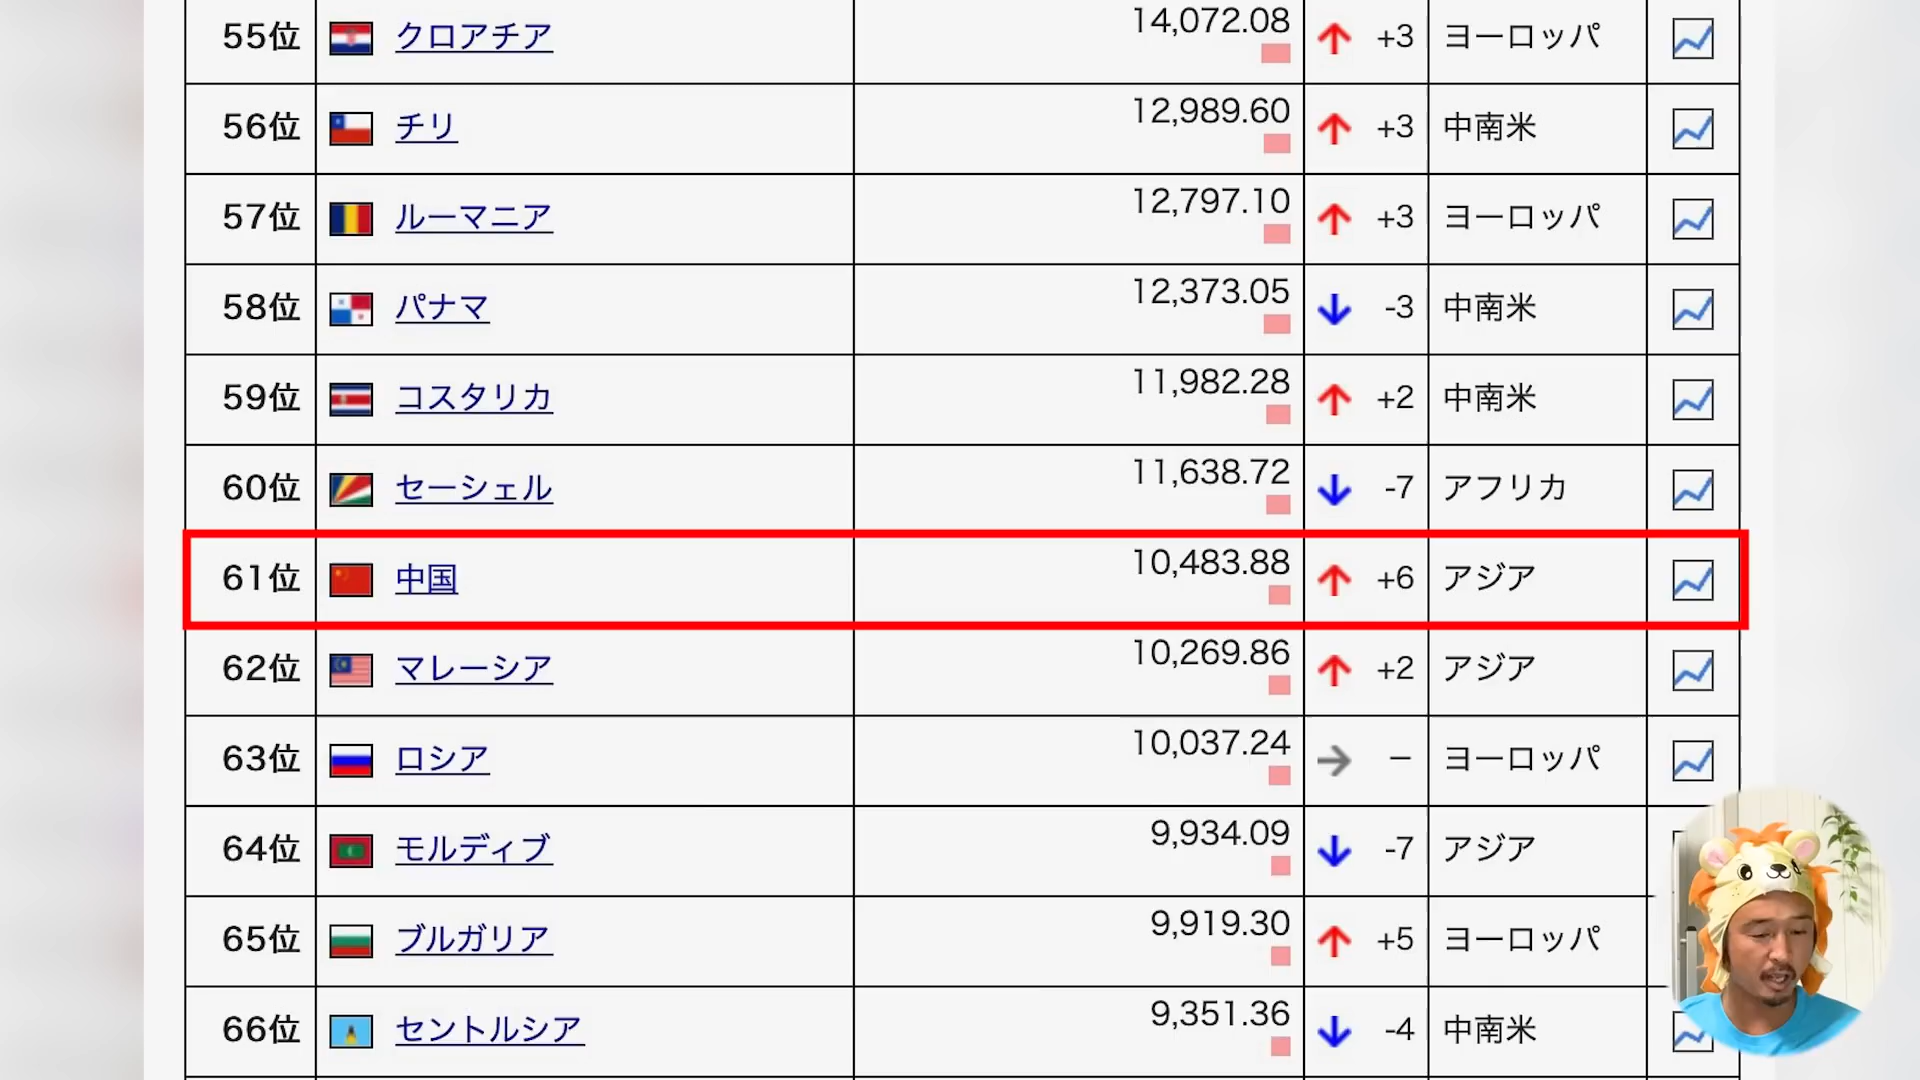 55位 クロアチア 14,072.08 +3 ヨーロッパ
56位 チリ 12,989.60 +3 中南米
57位 ルーマニア 12,797.10 +3 ヨーロッパ
58位 パナマ 12,373.05 -3 中南米
59位 コスタリカ 11,982.28 +2 中南米
60位 セーシェル 11,638.72 -7 アフリカ
61位 中国 10,483.88 +6 アジア
62位 マレーシア 10,269.86 +2 アジア
63位 ロシア 10,037.24 － ヨーロッパ
64位 モルディブ 9,934.09 -7 アジア
65位 ブルガリア 9,919.30 +5 ヨーロッパ
66位 セントルシア 9,351.36 -4 中南米